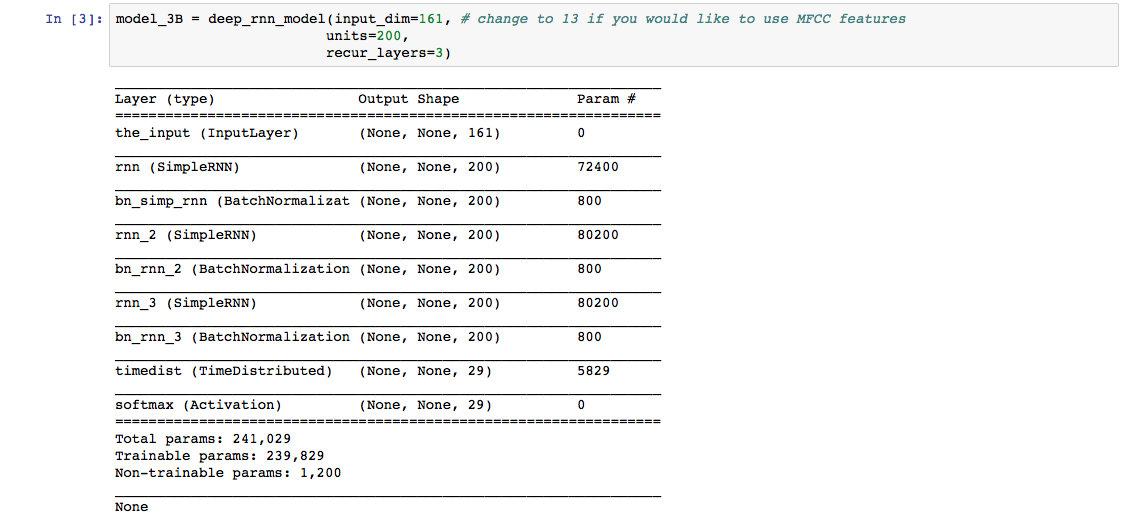 In [3]: model_3B = deep_rnn_model(input_dim=161, # change to 13 if you would like to use MFCC features
units=200,
recur_layers=3)
Layer (type) Output Shape Param #
=================================================================
the_input (InputLayer) (None, None, 161) 0
rnn (SimpleRNN) (None, None, 200) 72400
bn_simp_rnn (BatchNormalizat (None, None, 200) 800
rnn_2 (SimpleRNN) (None, None, 200) 80200
bn_rnn_2 (BatchNormalization (None, None, 200) 800
rnn_3 (SimpleRNN) (None, None, 200) 80200
bn_rnn_3 (BatchNormalization (None, None, 200) 800
timedist (TimeDistributed) (None, None, 29) 5829
softmax (Activation) (None, None, 29) 0
=================================================================
Total params: 241,029
Trainable params: 239,829
Non-trainable params: 1,200
None